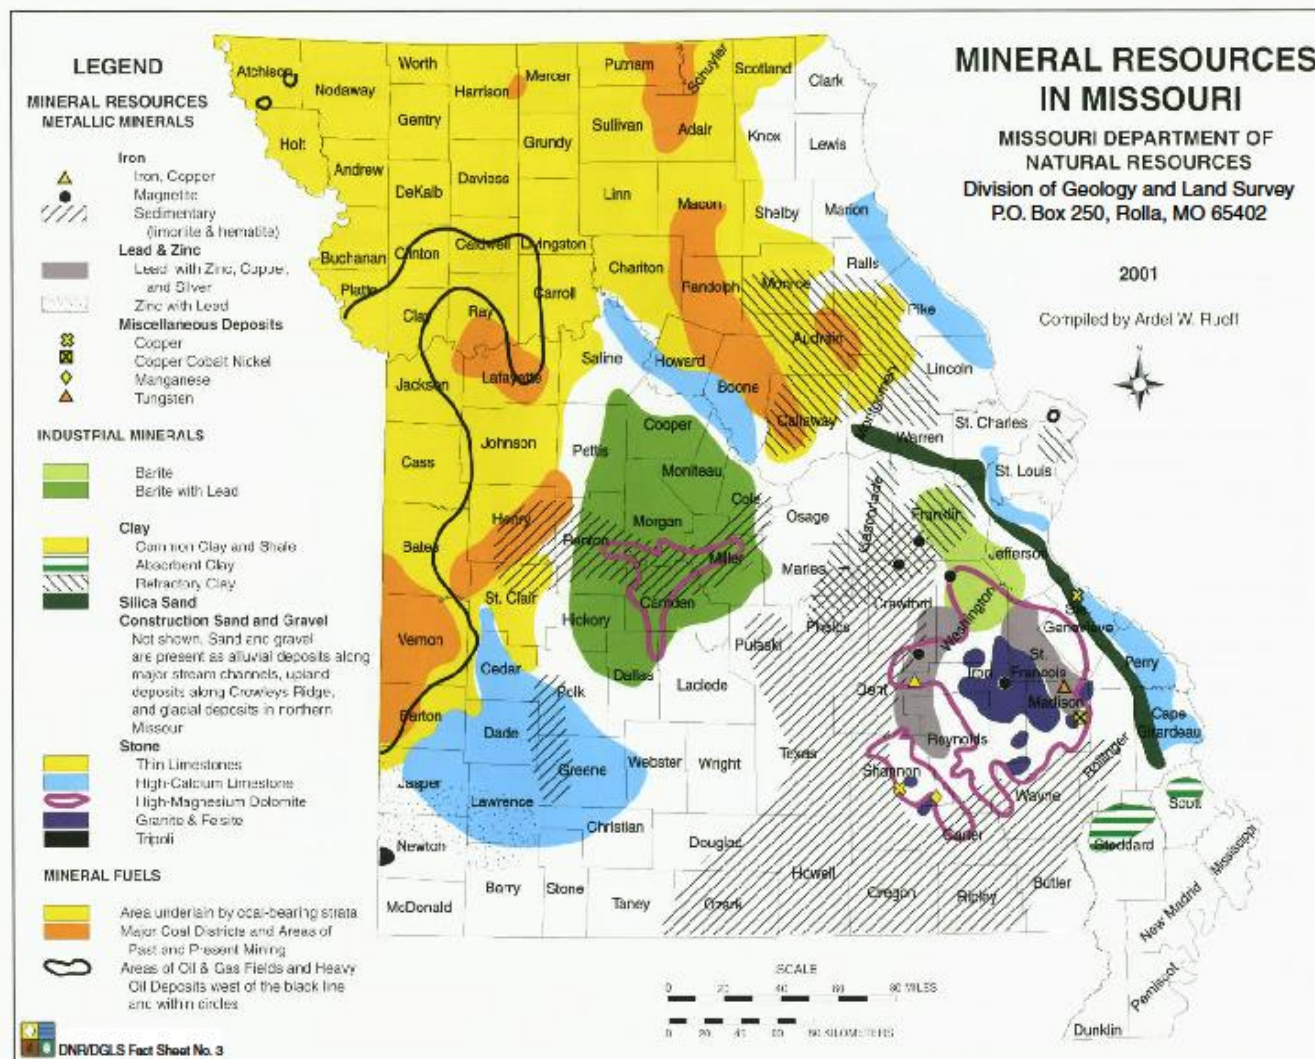 MINERAL RESOURCES
IN MISSOURI
MISSOURI DEPARTMENT OF
NATURAL RESOURCES
Division of Geology and Land Survey
P.O. Box 250, Rolla, MO 65402
2001
Compiled by Ardel W. Rueff
N
LEGEND
MINERAL RESOURCES
METALLIC MINERALS
Iron
Iron, Copper
Magnetite
Sedimentary
(limonite & hematite)
Lead & Zinc
Lead with Zinc, Copper,
and Silver
Zinc with Lead
Miscellaneous Deposits
Copper
Copper Cobalt Nickel
Manganese
Tungsten
INDUSTRIAL MINERALS
Barite
Barite with Lead
Clay
Common Clay and Shale
Absorbent Clay
Refractory Clay
Silica Sand
Construction Sand and Gravel
Not shown. Sand and gravel
are present as alluvial deposits along
major stream channels, upland
deposits along Crowleys Ridge,
and glacial deposits in northern
Missour
Stone
Thin Limestones
High-Calcium Limestone
High-Magnesium Dolomite
Granite & Felsite
Tripoli
MINERAL FUELS
Area underlain by coal-bearing strata
Major Coal Districts and Areas of
Past and Present Mining
Areas of Oil & Gas Fields and Heavy
Oil Deposits west of the black line
and within circles
DNR/DGLS Fact Sheet No. 3
Atchison
Nodaway
Worth
Harrison
Mercer
Putnam
Schuyler
Scotland
Clark
Holt
Gentry
Grundy
Sullivan
Adair
Knox
Lewis
Andrew
DeKalb
Daviess
Linn
Macon
Shelby
Marion
Buchanan
Clinton
Caldwell
Livingston
Chariton
Randolph
Monroe
Ralls
Platte
Clay
Ray
Carroll
Saline
Howard
Audrain
Pike
Jackson
Lafayette
Boone
Callaway
Montgomery
Lincoln
Warren
St. Charles
St. Louis
Cass
Johnson
Pettis
Cooper
Moniteau
Cole
Osage
Gasconade
Franklin
Jefferson
Bates
Henry
Benton
Morgan
Miller
Maries
St. Clair
Hickory
Camden
Pulaski
Phelps
Crawford
Washington
Ste.
Genevieve
Vernon
Cedar
Polk
Dallas
Laclede
Dent
Iron
St.
Francois
Madison
Perry
Cape
Girardeau
Barton
Dade
Greene
Webster
Wright
Texas
Reynolds
Shannon
Wayne
Bollinger
Scott
Jasper
Lawrence
Christian
Douglas
Howell
Carter
Stoddard
Mississippi
Newton
Barry
Stone
Taney
Ozark
Oregon
Ripley
Butler
New Madrid
McDonald
Pemiscot
Dunklin
SCALE
0 20 40 60 80 MILES
0 20 40 60 80 KILOMETERS